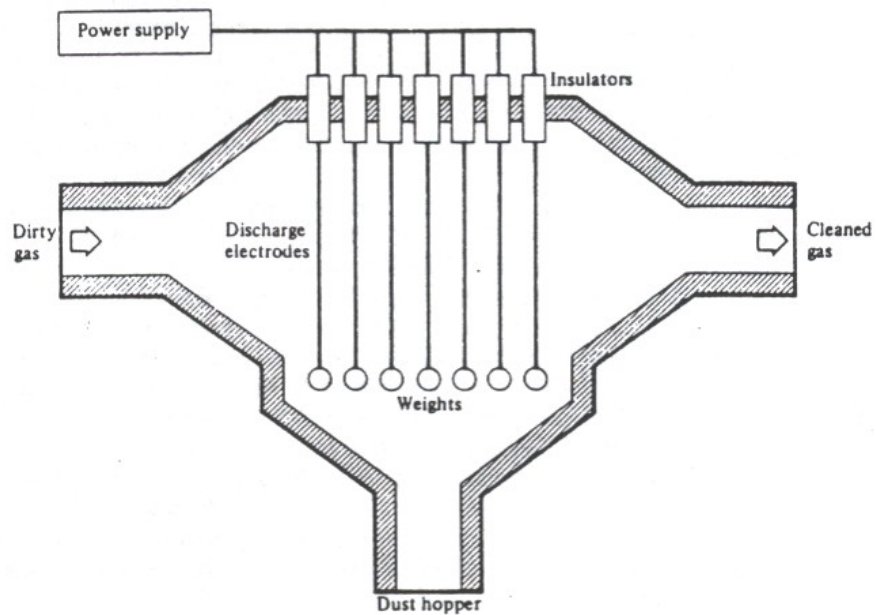 Power supply
Insulators
Dirty
gas
Discharge
electrodes
Cleaned
gas
Weights
Dust hopper